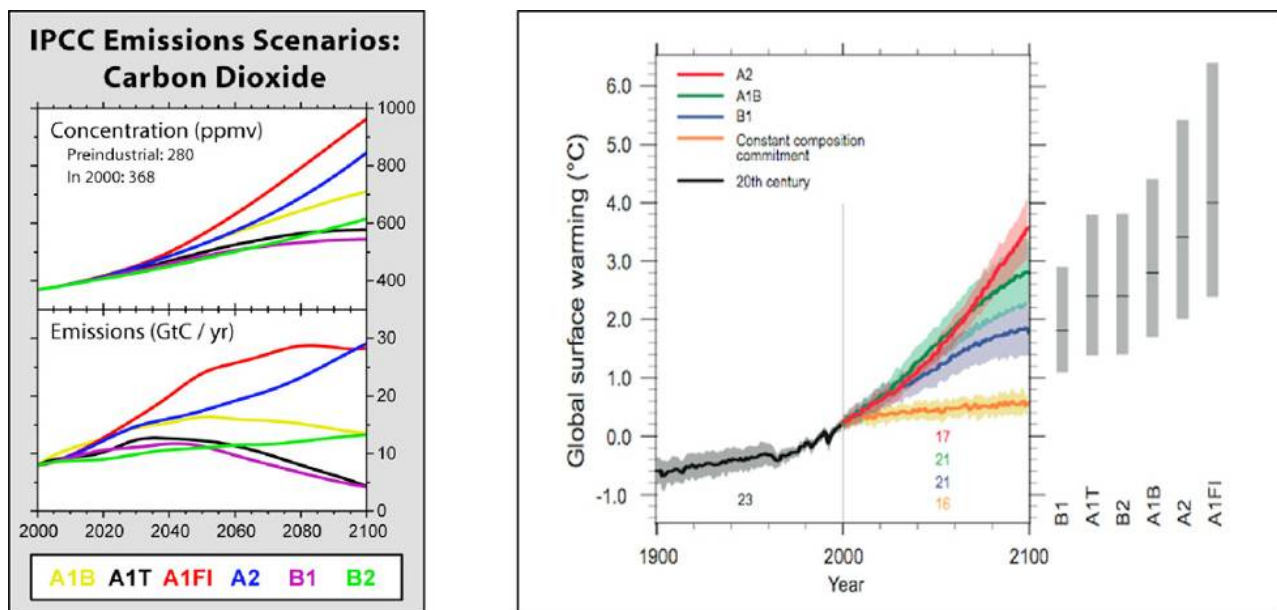 IPCC Emissions Scenarios:
Carbon Dioxide
Concentration (ppmv)
Preindustrial: 280
In 2000: 368
1000
800
600
400
Emissions (GtC / yr)
30
20
10
0
2000 2020 2040 2060 2080 2100
A1B A1T A1FI A2 B1 B2
Global surface warming (°C)
6.0
5.0
4.0
3.0
2.0
1.0
0.0
-1.0
A2
A1B
B1
Constant composition
commitment
20th century
23
17
21
21
16
1900 2000 2100
Year
B1
A1T
B2
A1B
A2
A1FI